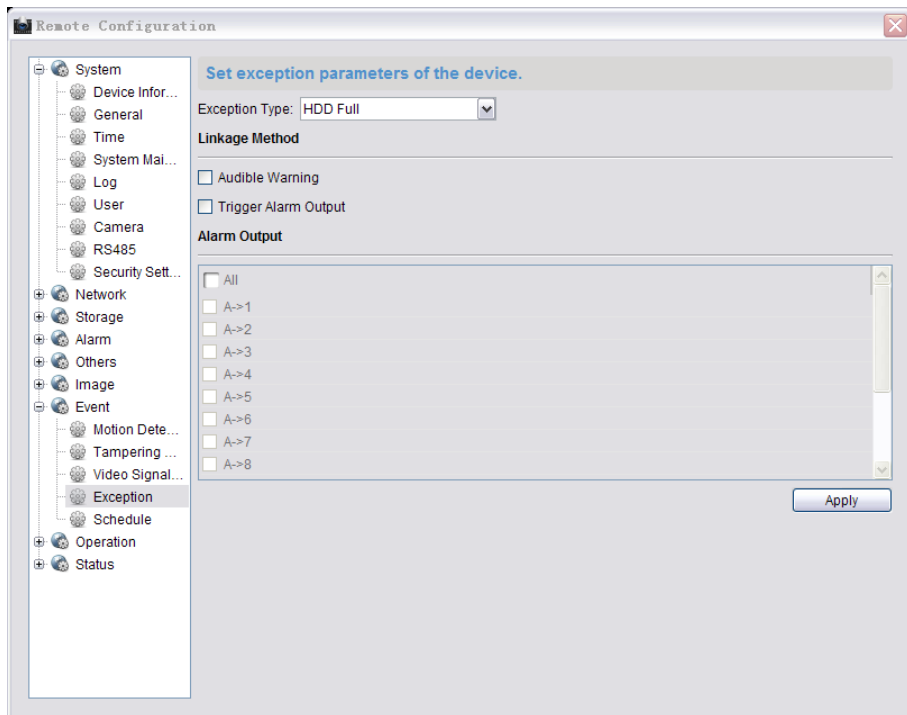 Remote Configuration
System
Device Infor...
General
Time
System Mai...
Log
User
Camera
RS485
Security Sett...
Network
Storage
Alarm
Others
Image
Event
Motion Dete...
Tampering ...
Video Signal...
Exception
Schedule
Operation
Status
Set exception parameters of the device.
Exception Type: HDD Full
Linkage Method
Audible Warning
Trigger Alarm Output
Alarm Output
All
A->1
A->2
A->3
A->4
A->5
A->6
A->7
A->8
Apply